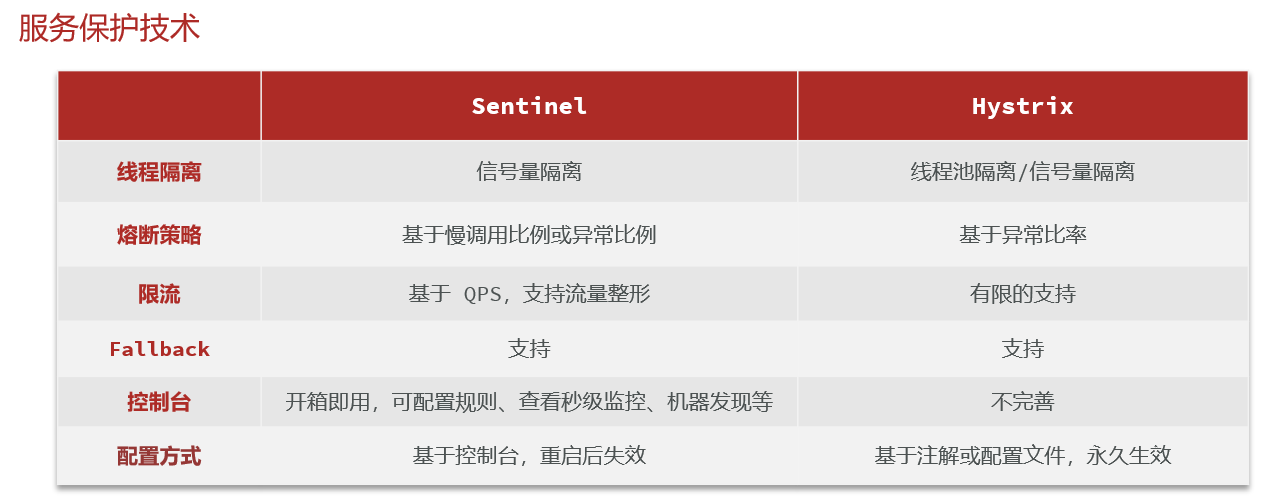 服务保护技术
Sentinel Hystrix
线程隔离 信号量隔离 线程池隔离/信号量隔离
熔断策略 基于慢调用比例或异常比例 基于异常比率
限流 基于 QPS，支持流量整形 有限的支持
Fallback 支持 支持
控制台 开箱即用，可配置规则、查看秒级监控、机器发现等 不完善
配置方式 基于控制台，重启后失效 基于注解或配置文件，永久生效